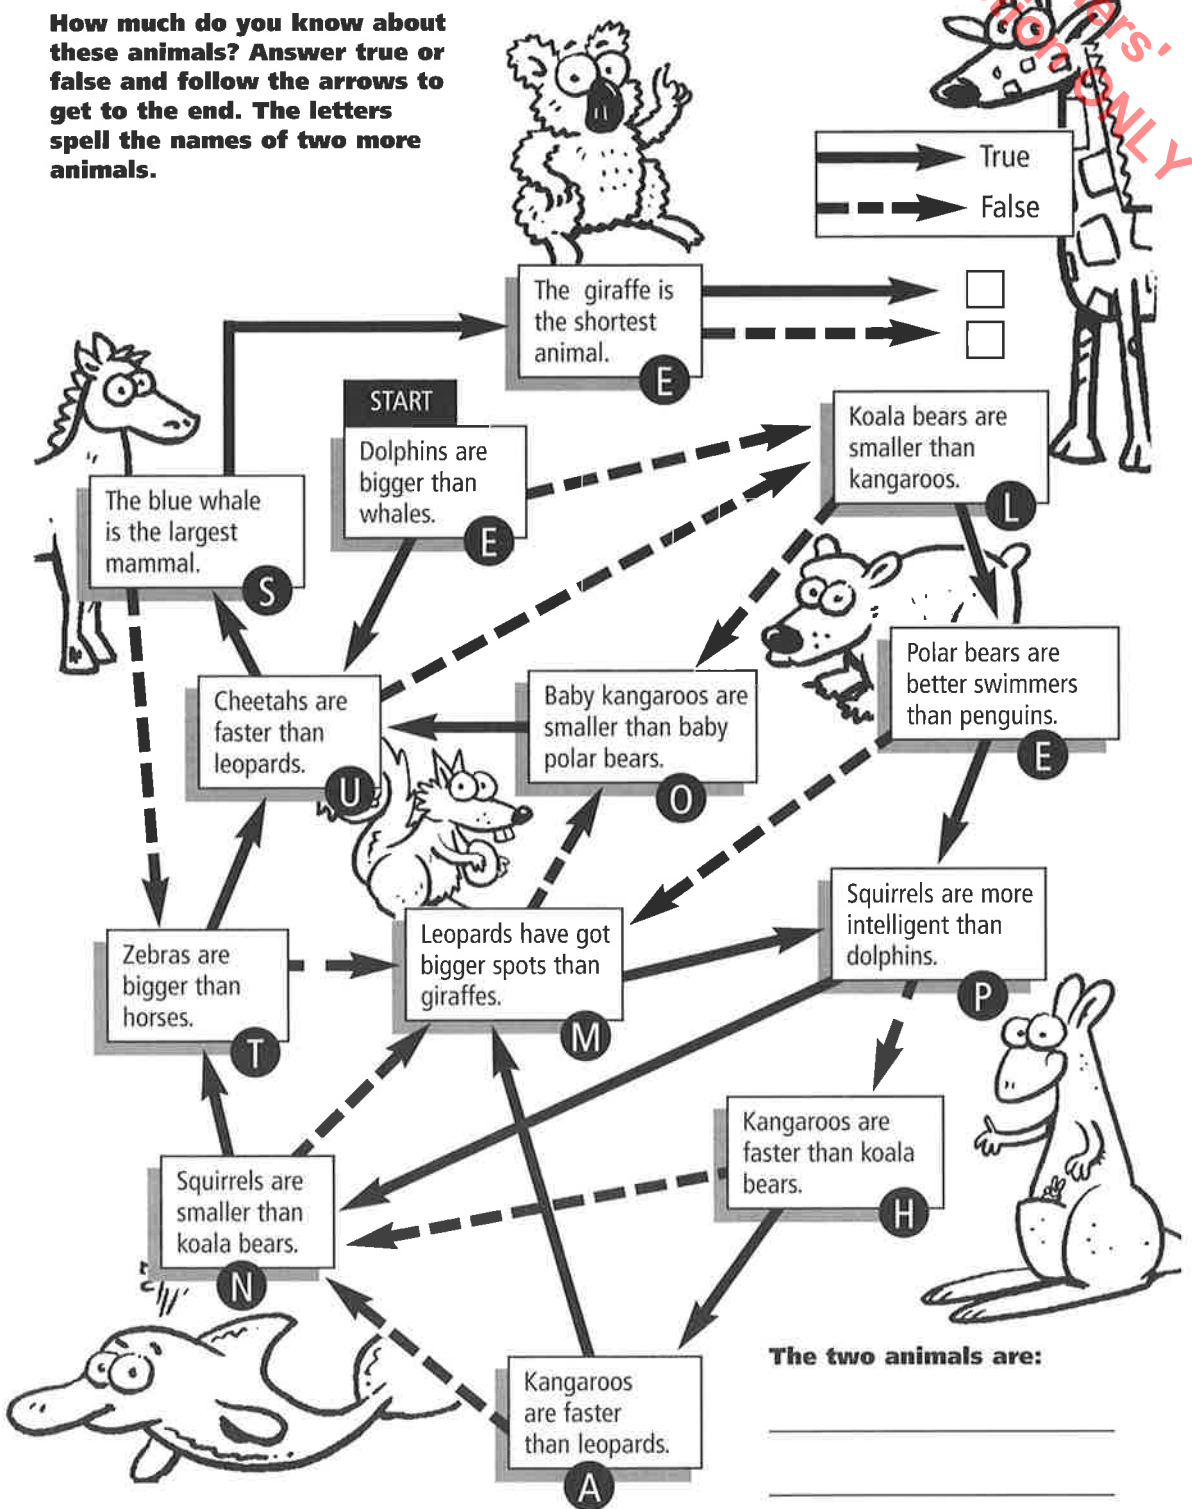 How much do you know about
these animals? Answer true or
false and follow the arrows to
get to the end. The letters
spell the names of two more
animals.
ONLY
True
False
The giraffe is
the shortest
animal.
E
START
Dolphins are
bigger than
whales.
E
Koala bears are
smaller than
kangaroos.
L
The blue whale
is the largest
mammal.
S
Polar bears are
better swimmers
than penguins.
E
Cheetahs are
faster than
leopards.
U
Baby kangaroos are
smaller than baby
polar bears.
O
Squirrels are more
intelligent than
dolphins.
P
Zebras are
bigger than
horses.
T
Leopards have got
bigger spots than
giraffes.
M
Kangaroos are
faster than koala
bears.
H
Squirrels are
smaller than
koala bears.
N
Kangaroos
are faster
than leopards.
A
The two animals are: